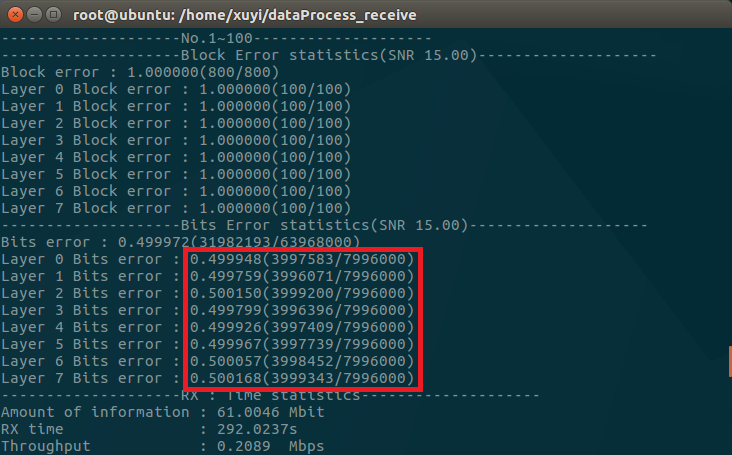 root@ubuntu: /home/xuyi/dataProcess_receive
--------------------No.1~100--------------------
--------------------Block Error statistics(SNR 15.00)--------------------
Block error : 1.000000(800/800)
Layer 0 Block error : 1.000000(100/100)
Layer 1 Block error : 1.000000(100/100)
Layer 2 Block error : 1.000000(100/100)
Layer 3 Block error : 1.000000(100/100)
Layer 4 Block error : 1.000000(100/100)
Layer 5 Block error : 1.000000(100/100)
Layer 6 Block error : 1.000000(100/100)
Layer 7 Block error : 1.000000(100/100)
--------------------Bits Error statistics(SNR 15.00)--------------------
Bits error : 0.499972(31982193/63968000)
Layer 0 Bits error : 0.499948(3997583/7996000)
Layer 1 Bits error : 0.499759(3996071/7996000)
Layer 2 Bits error : 0.500150(3999200/7996000)
Layer 3 Bits error : 0.499799(3996396/7996000)
Layer 4 Bits error : 0.499926(3997409/7996000)
Layer 5 Bits error : 0.499967(3997739/7996000)
Layer 6 Bits error : 0.500057(3998452/7996000)
Layer 7 Bits error : 0.500168(3999343/7996000)
--------------------RX : Time statistics--------------------
Amount of information : 61.0046 Mbit
RX time : 292.0237s
Throughput : 0.2089 Mbps